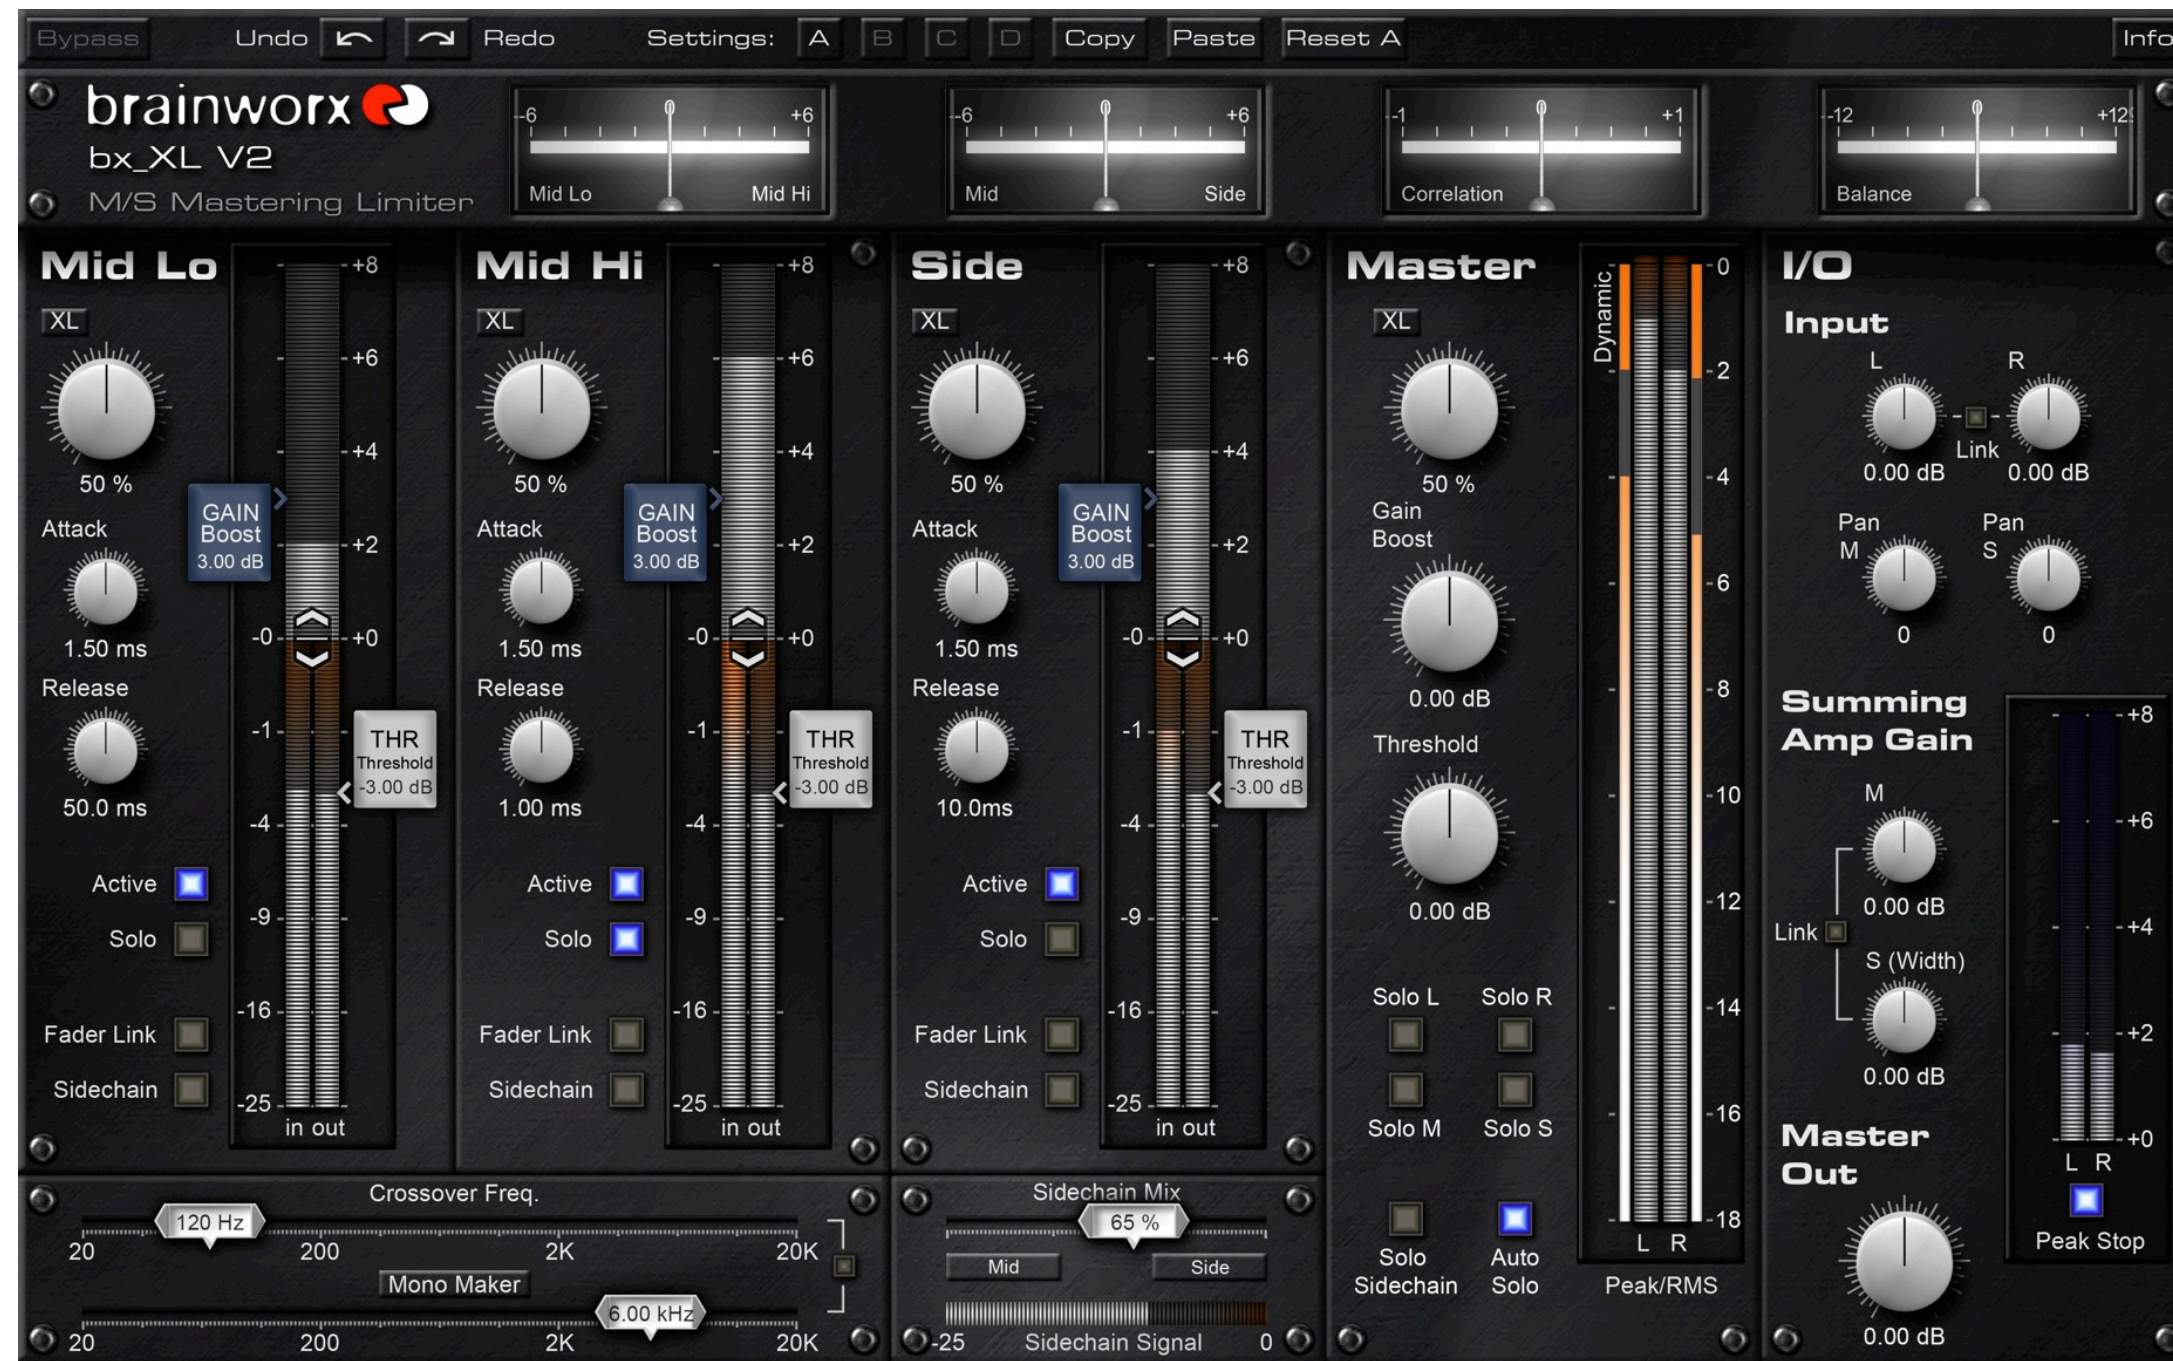 Bypass Undo Redo Settings: A B C D Copy Paste Reset A Info
brainworx
bx_XL V2
M/S Mastering Limiter
-6 0 +6
Mid Lo Mid Hi
-6 0 +6
Mid Side
-1 0 +1
Correlation
-12 0 +12
Balance
Mid Lo
XL
50 %
Attack
1.50 ms
Release
50.0 ms
Active
Solo
Fader Link
Sidechain
GAIN
Boost
3.00 dB
+8
+6
+4
+2
-0 +0
-1
-4
-9
-16
-25
THR
Threshold
-3.00 dB
in out
Mid Hi
XL
50 %
Attack
1.50 ms
Release
1.00 ms
Active
Solo
Fader Link
Sidechain
GAIN
Boost
3.00 dB
+8
+6
+4
+2
-0 +0
-1
-4
-9
-16
-25
THR
Threshold
-3.00 dB
in out
Side
XL
50 %
Attack
1.50 ms
Release
10.0ms
Active
Solo
Fader Link
Sidechain
GAIN
Boost
3.00 dB
+8
+6
+4
+2
-0 +0
-1
-4
-9
-16
-25
THR
Threshold
-3.00 dB
in out
Master
XL
50 %
Gain
Boost
0.00 dB
Threshold
0.00 dB
Solo L Solo R
Solo M Solo S
Solo
Sidechain
Auto
Solo
Dynamic
0
2
4
6
8
10
12
14
16
18
L R
Peak/RMS
I/O
Input
L R
Link
0.00 dB 0.00 dB
Pan
M
Pan
S
0 0
Summing
Amp Gain
M
0.00 dB
Link
S (Width)
0.00 dB
Master
Out
0.00 dB
+8
+6
+4
+2
+0
L R
Peak Stop
Crossover Freq.
120 Hz
20 200 2K 20K
Mono Maker
6.00 kHz
20 200 2K 20K
Sidechain Mix
65 %
Mid Side
-25 Sidechain Signal 0